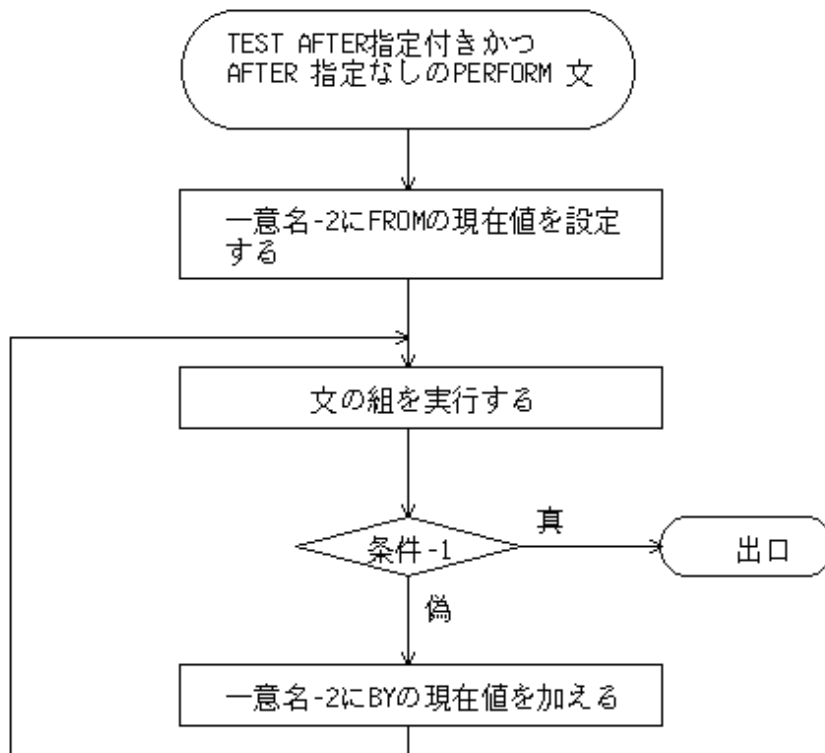 TEST AFTER指定付きかつ
AFTER 指定なしのPERFORM 文
一意名-2にFROMの現在値を設定
する
文の組を実行する
条件-1
真
出口
偽
一意名-2にBYの現在値を加える